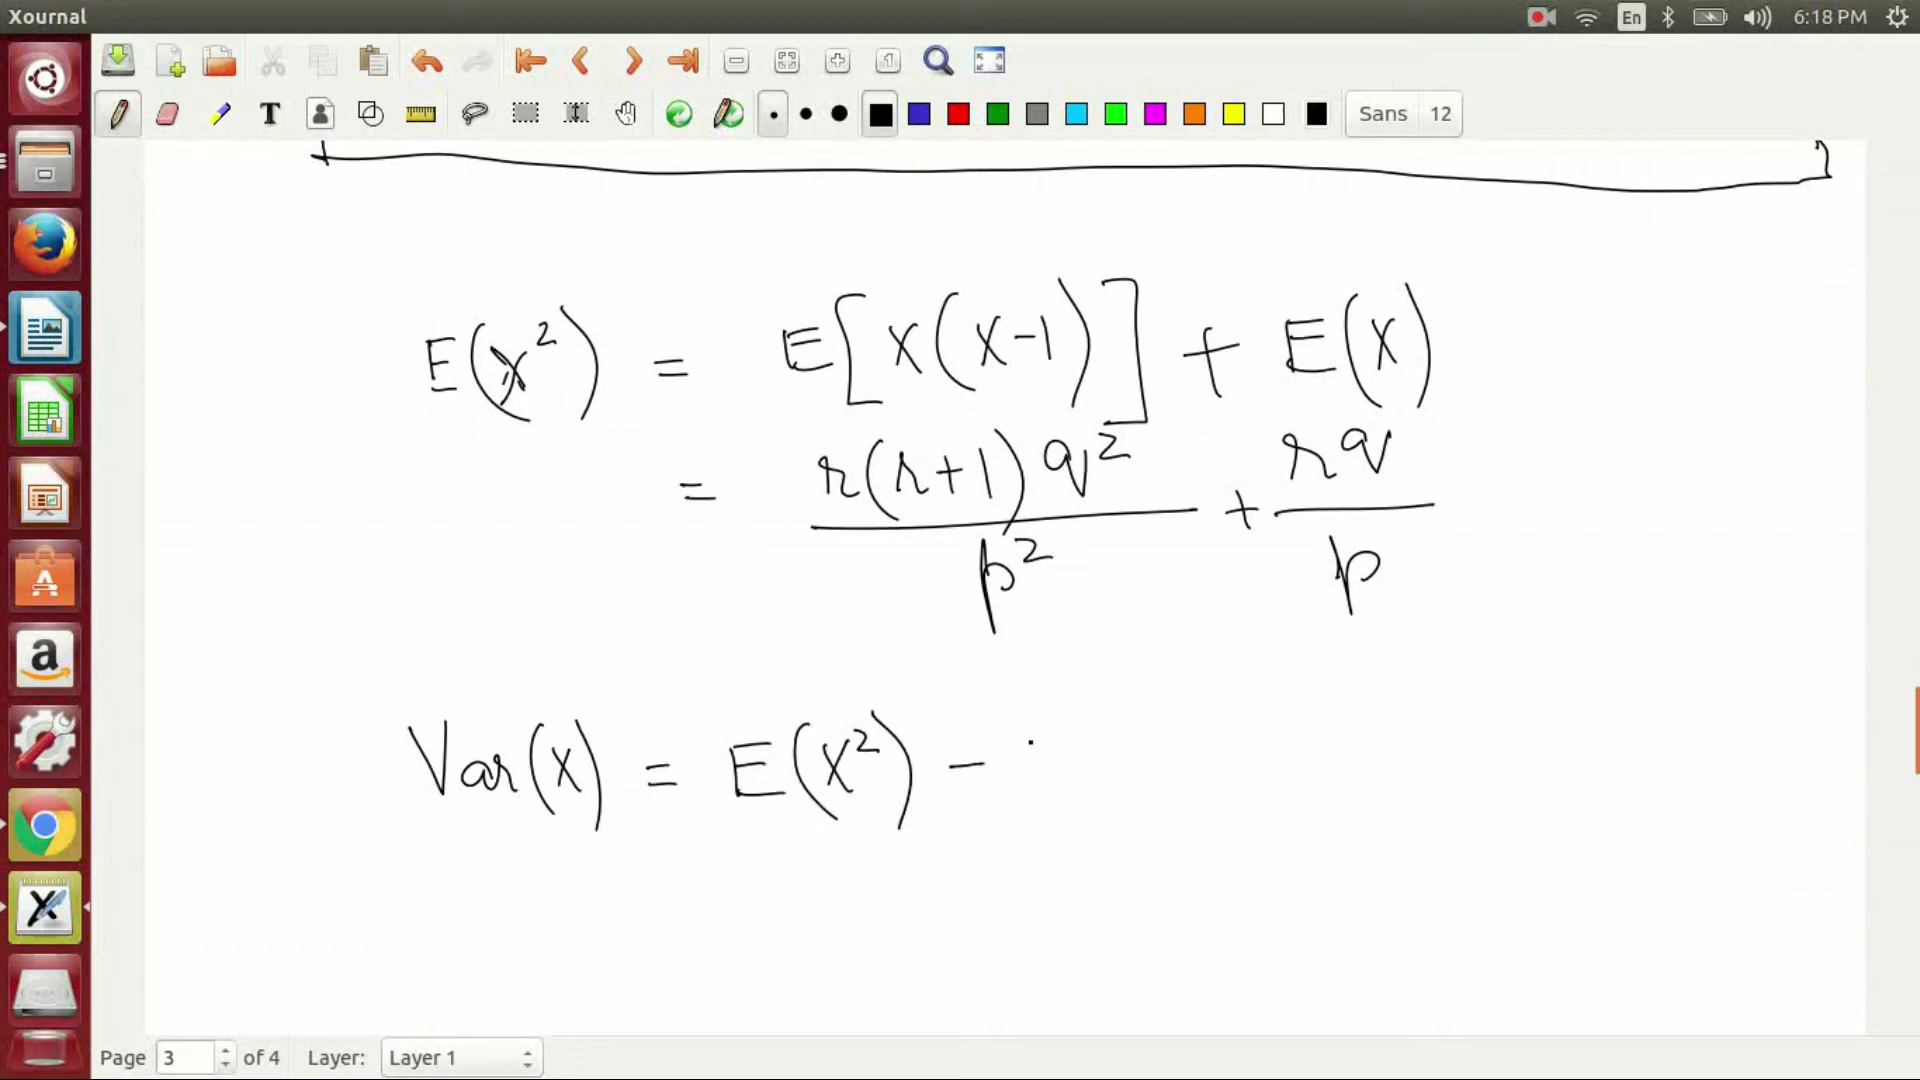 Xournal
En
6:18 PM
T
1
Sans 12
E(x²) = E[X(X-1)] + E(X)
= r(r+1)q² / p² + rq / p
Var(X) = E(X²) -
Page 3 of 4 Layer: Layer 1